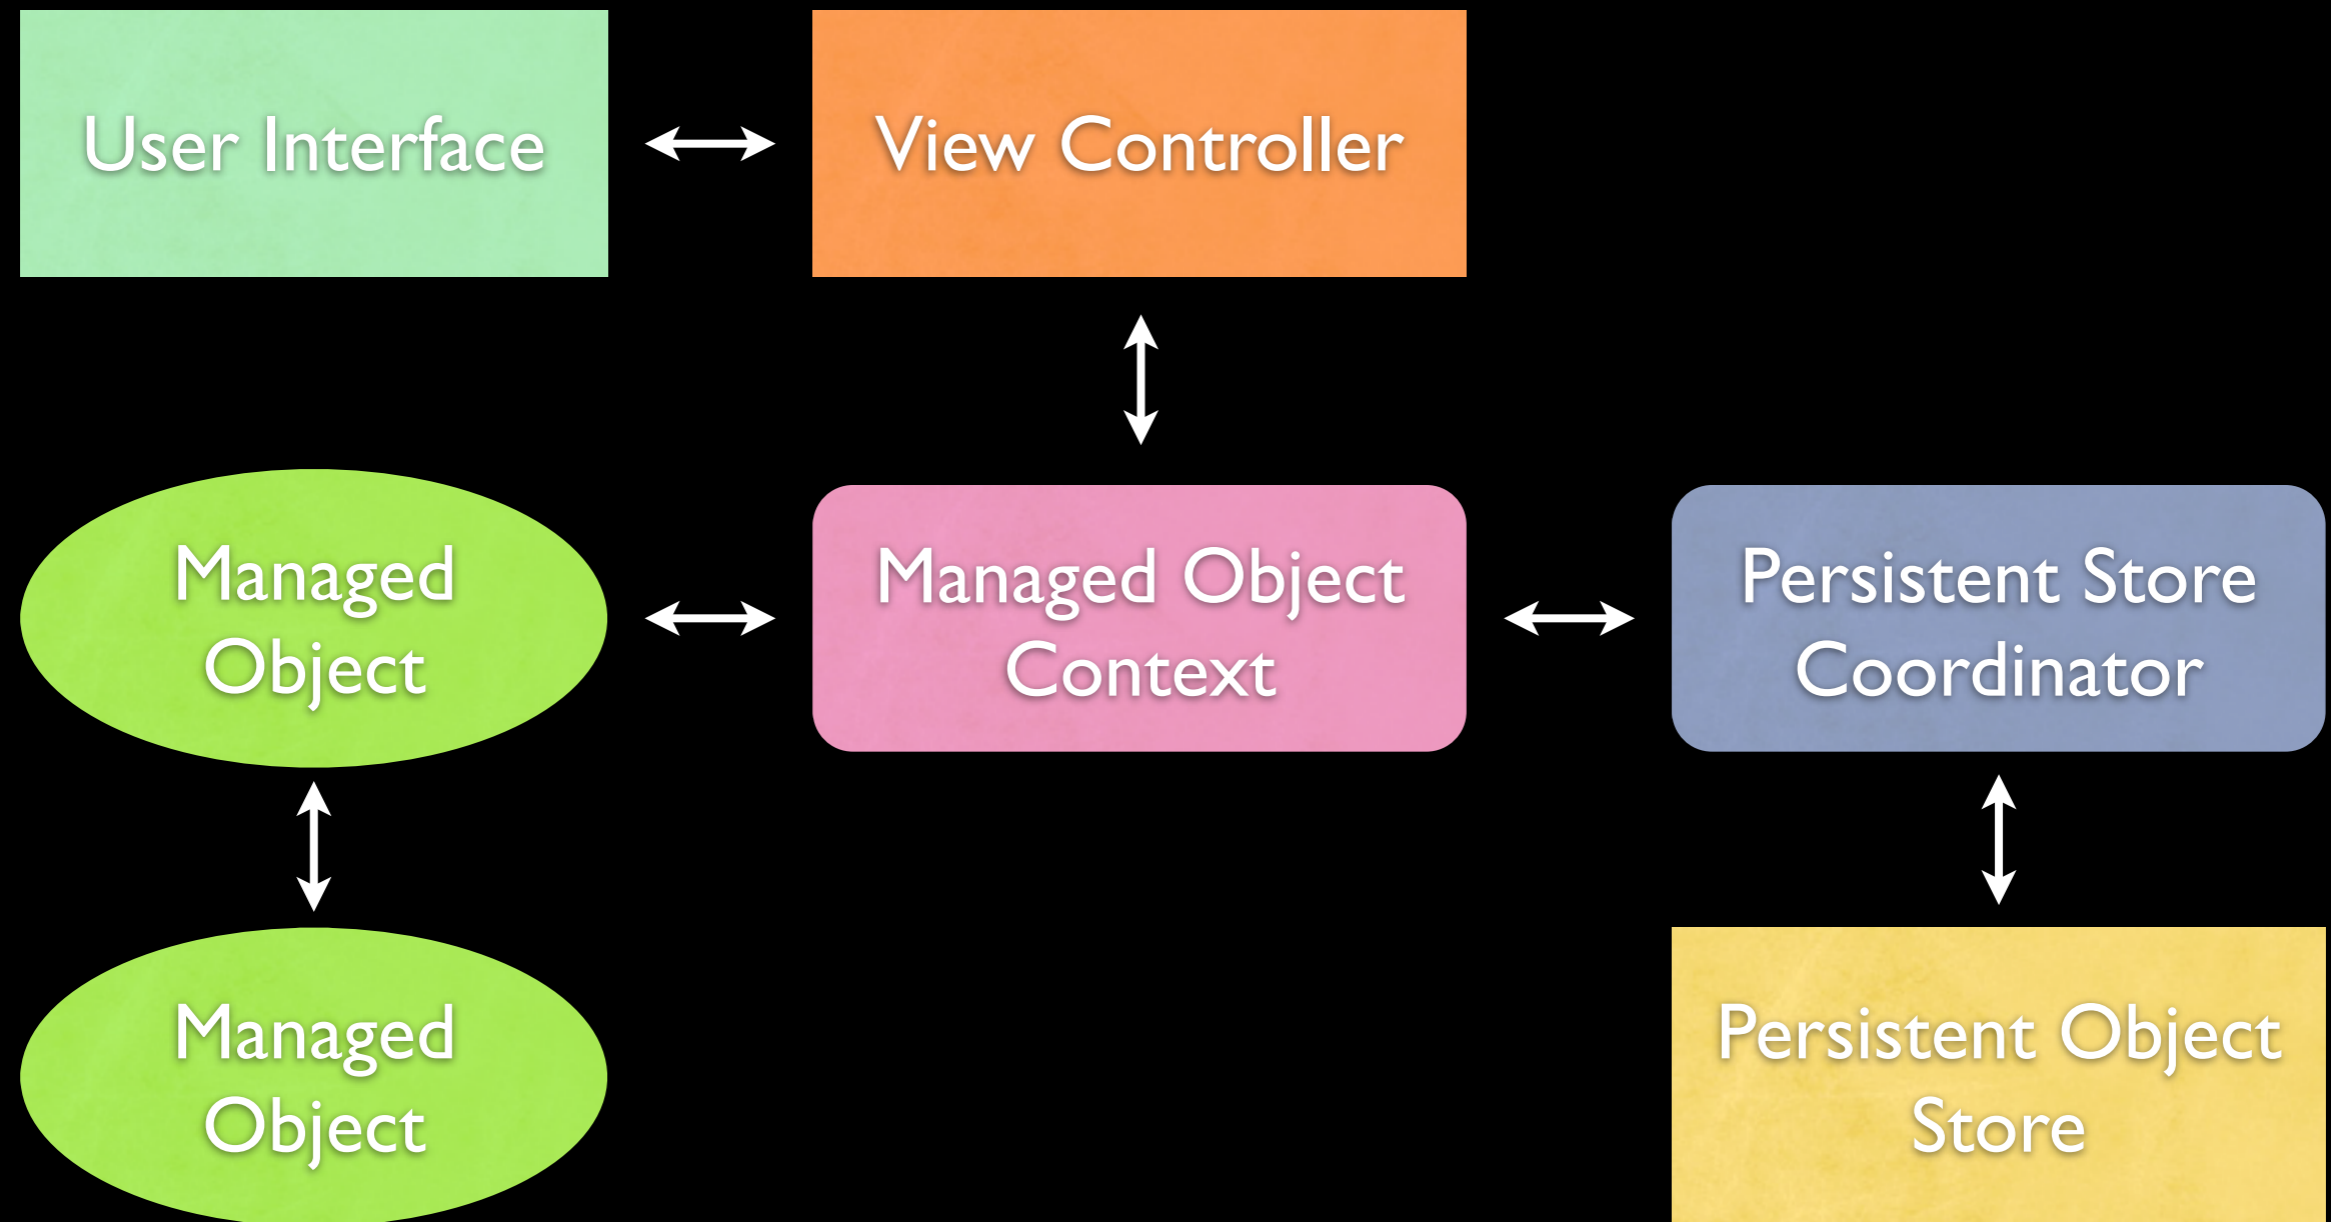 User Interface
View Controller
Managed
Object
Managed Object
Context
Persistent Store
Coordinator
Managed
Object
Persistent Object
Store